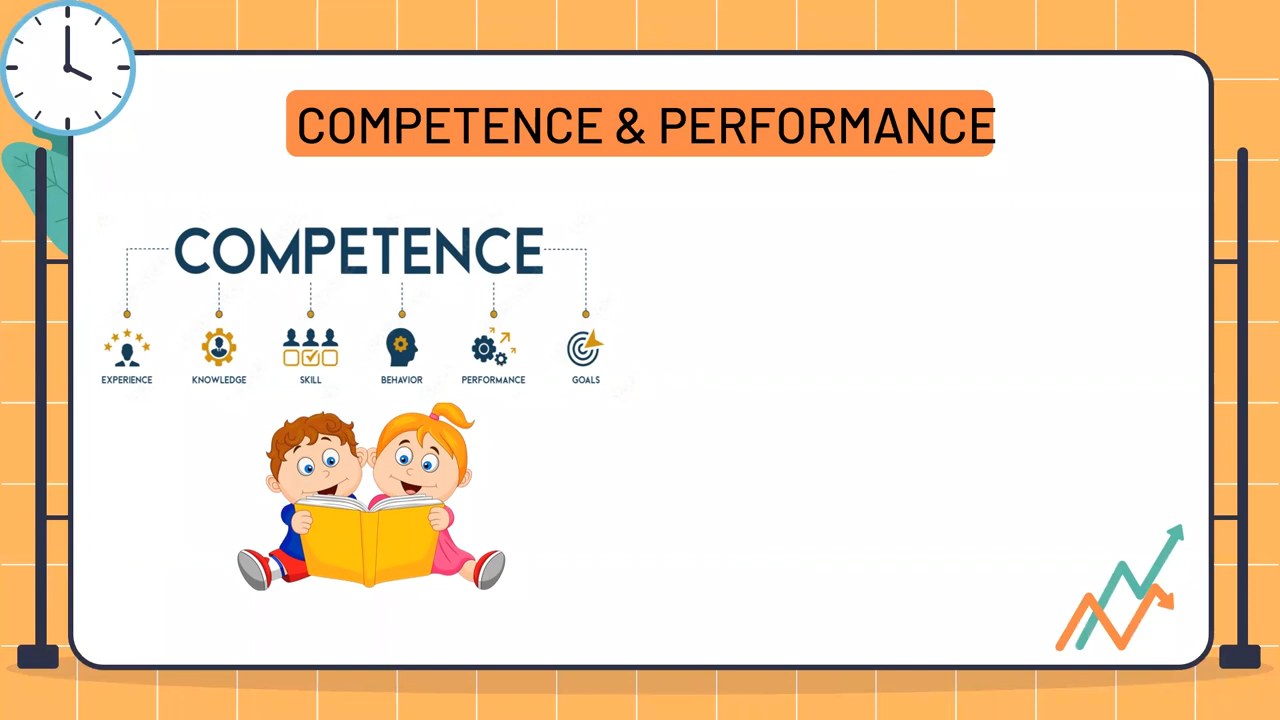 COMPETENCE & PERFORMANCE
COMPETENCE
EXPERIENCE KNOWLEDGE SKILL BEHAVIOR PERFORMANCE GOALS